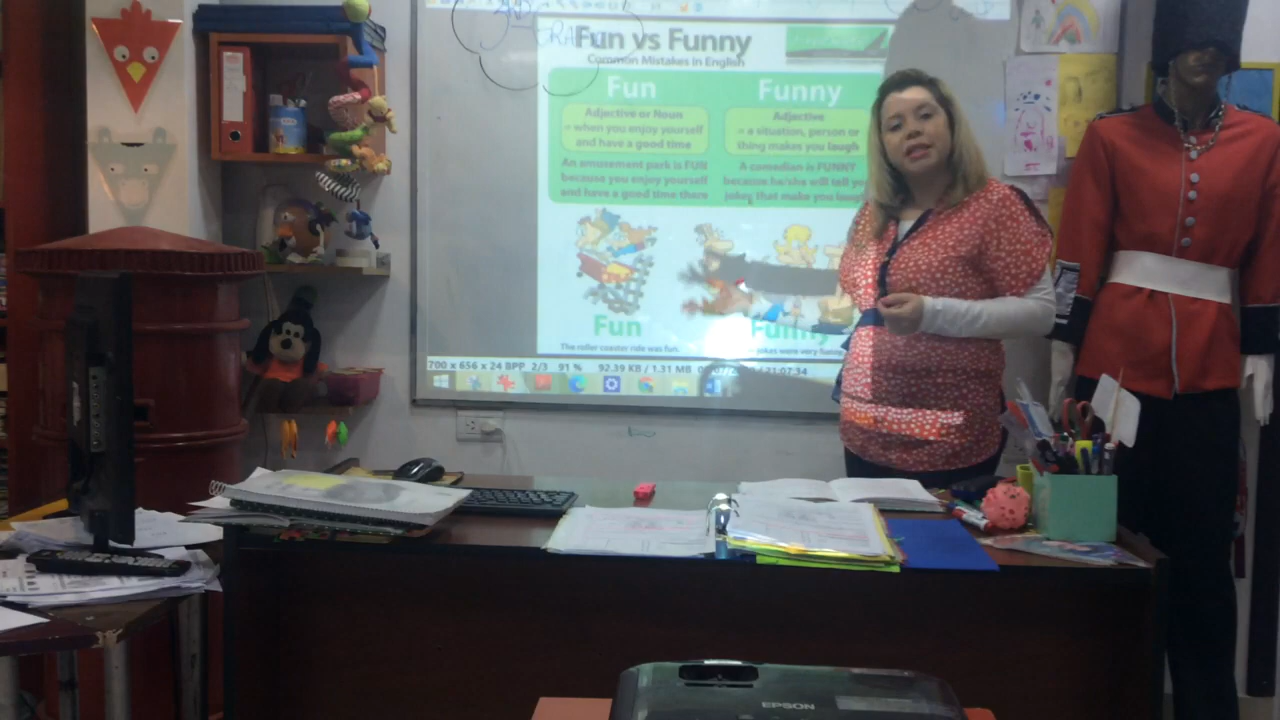 Fun vs Funny
Common Mistakes in English
Fun
Adjective or Noun
= when you enjoy yourself
and have a good time
An amusement park is FUN
because you enjoy yourself
and have a good time there
Funny
Adjective
= a situation, person or
thing makes you laugh
A comedian is FUNNY
because he/she will tell you
jokes that make you laugh
Fun
Funny
The roller coaster ride was fun.
jokes were very funny
700 x 656 x 24 BPP 2/3 91 % 92.39 KB / 1.31 MB
EPSON